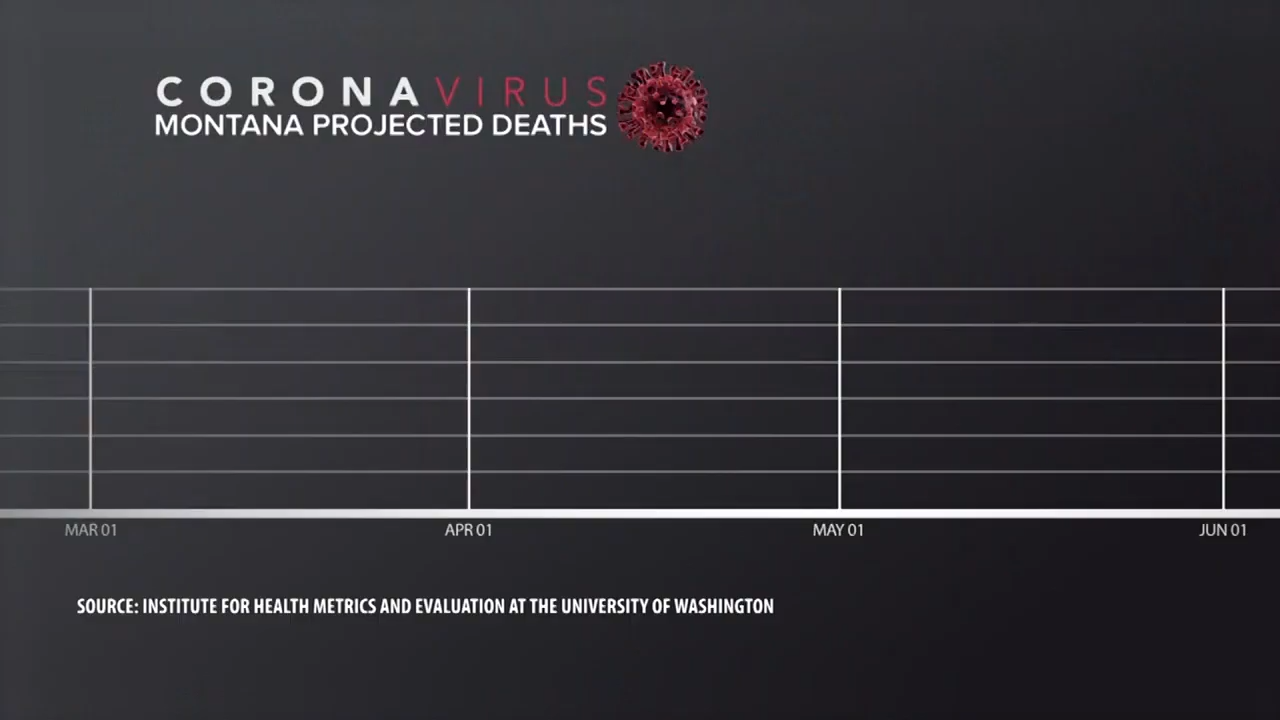 CORONAVIRUS
MONTANA PROJECTED DEATHS
MAR 01 APR 01 MAY 01 JUN 01
SOURCE: INSTITUTE FOR HEALTH METRICS AND EVALUATION AT THE UNIVERSITY OF WASHINGTON